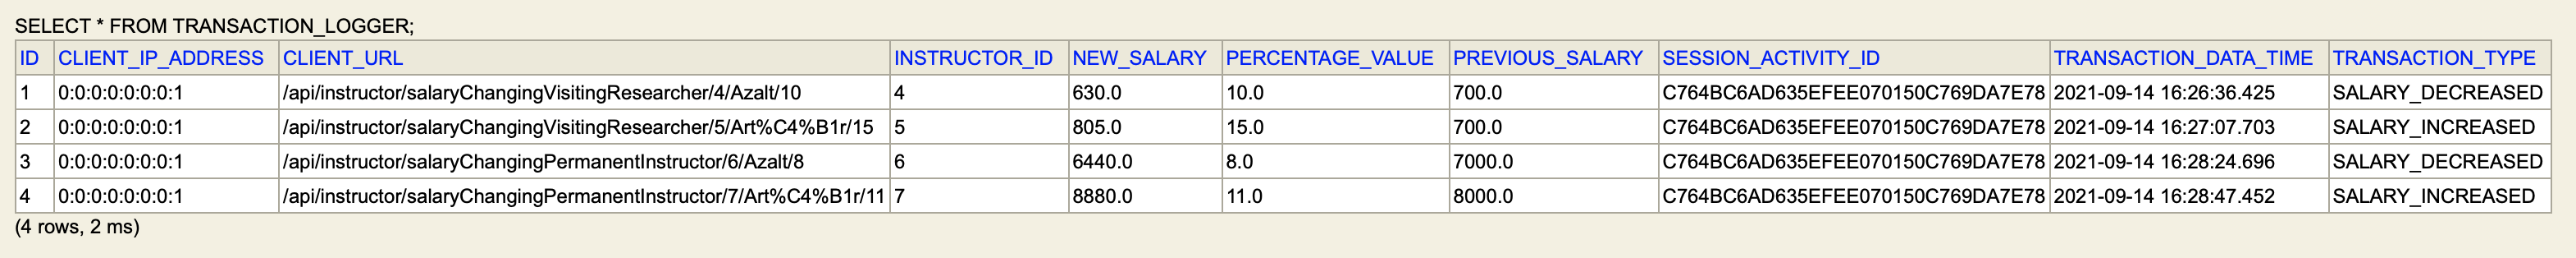 SELECT * FROM TRANSACTION_LOGGER;
ID CLIENT_IP_ADDRESS CLIENT_URL INSTRUCTOR_ID NEW_SALARY PERCENTAGE_VALUE PREVIOUS_SALARY SESSION_ACTIVITY_ID TRANSACTION_DATA_TIME TRANSACTION_TYPE
1 0:0:0:0:0:0:0:1 /api/instructor/salaryChangingVisitingResearcher/4/Azalt/10 4 630.0 10.0 700.0 C764BC6AD635EFEE070150C769DA7E78 2021-09-14 16:26:36.425 SALARY_DECREASED
2 0:0:0:0:0:0:0:1 /api/instructor/salaryChangingVisitingResearcher/5/Art%C4%B1r/15 5 805.0 15.0 700.0 C764BC6AD635EFEE070150C769DA7E78 2021-09-14 16:27:07.703 SALARY_INCREASED
3 0:0:0:0:0:0:0:1 /api/instructor/salaryChangingPermanentInstructor/6/Azalt/8 6 6440.0 8.0 7000.0 C764BC6AD635EFEE070150C769DA7E78 2021-09-14 16:28:24.696 SALARY_DECREASED
4 0:0:0:0:0:0:0:1 /api/instructor/salaryChangingPermanentInstructor/7/Art%C4%B1r/11 7 8880.0 11.0 8000.0 C764BC6AD635EFEE070150C769DA7E78 2021-09-14 16:28:47.452 SALARY_INCREASED
(4 rows, 2 ms)